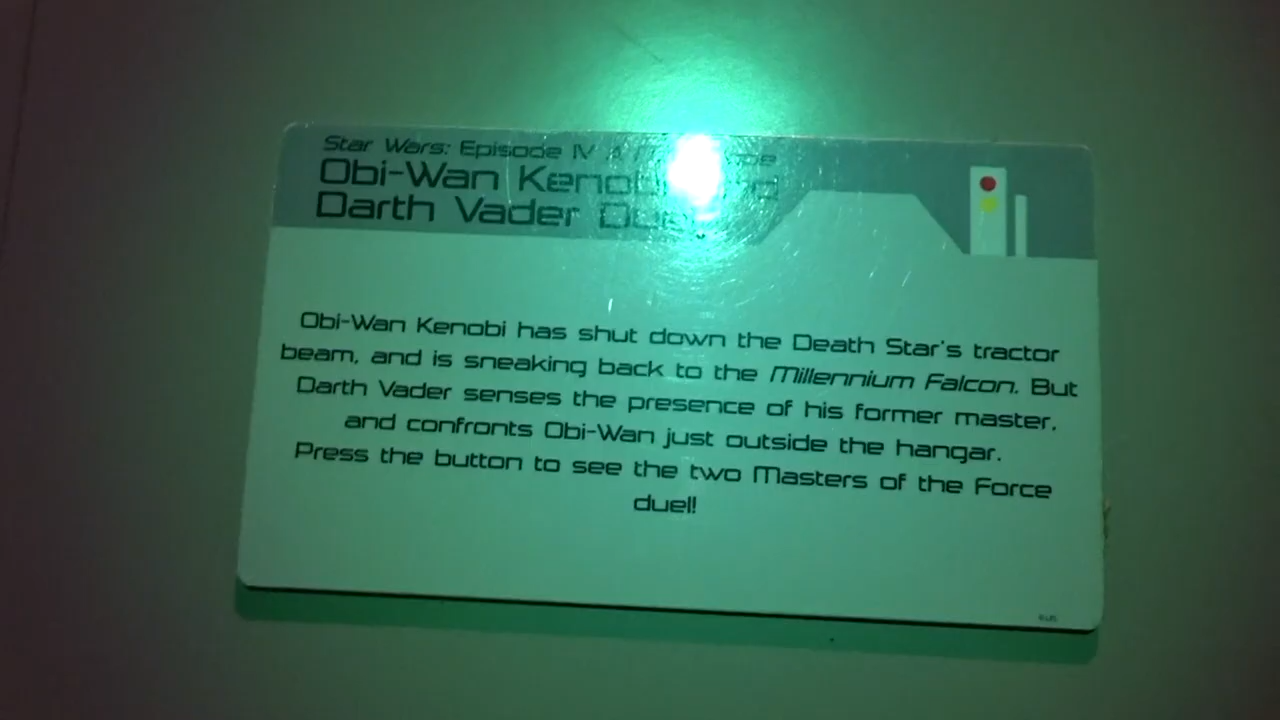 Star Wars: Episode IV
Obi-Wan Kenobi
Darth Vader Duel
Obi-Wan Kenobi has shut down the Death Star's tractor
beam, and is sneaking back to the Millennium Falcon. But
Darth Vader senses the presence of his former master,
and confronts Obi-Wan just outside the hangar.
Press the button to see the two Masters of the Force
duel!